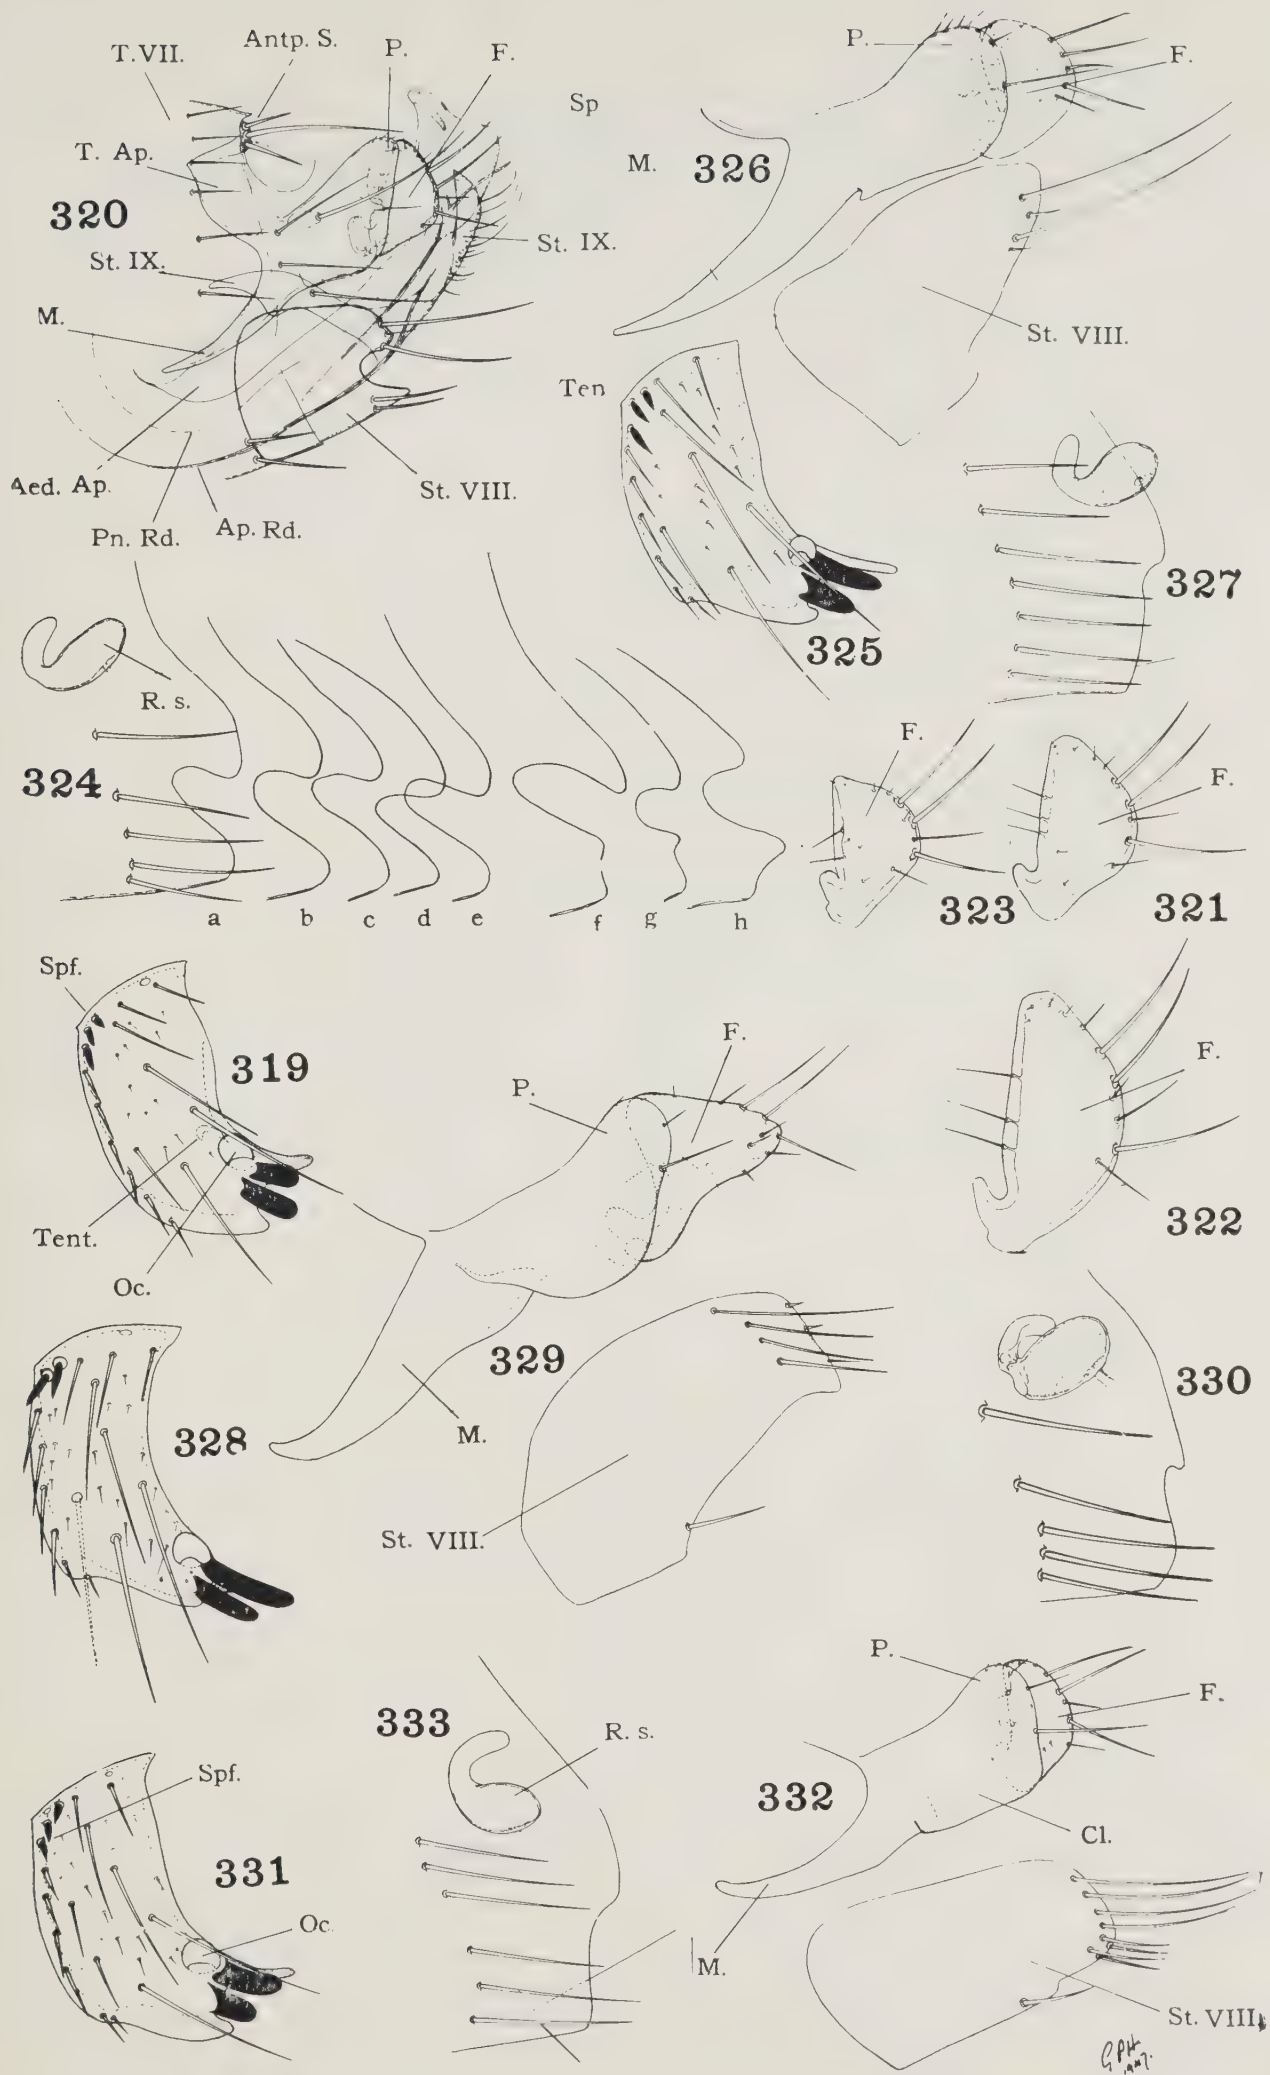 T.VII.
Antp. S.
P.
F.
T. Ap.
320
St. IX.
St. IX.
M.
Aed. Ap.
Pn. Rd.
Ap. Rd.
St. VIII.
Sp
P.
F.
M.
326
St. VIII.
Ten
325
327
R. s.
324
a
b
c
d
e
f
g
h
F.
323
F.
321
Spf.
319
Tent.
Oc.
P.
F.
329
M.
St. VIII.
F.
322
328
330
333
R. s.
P.
F.
332
Cl.
M.
St. VIII.
Spf.
331
Oc.
GPH
1947.